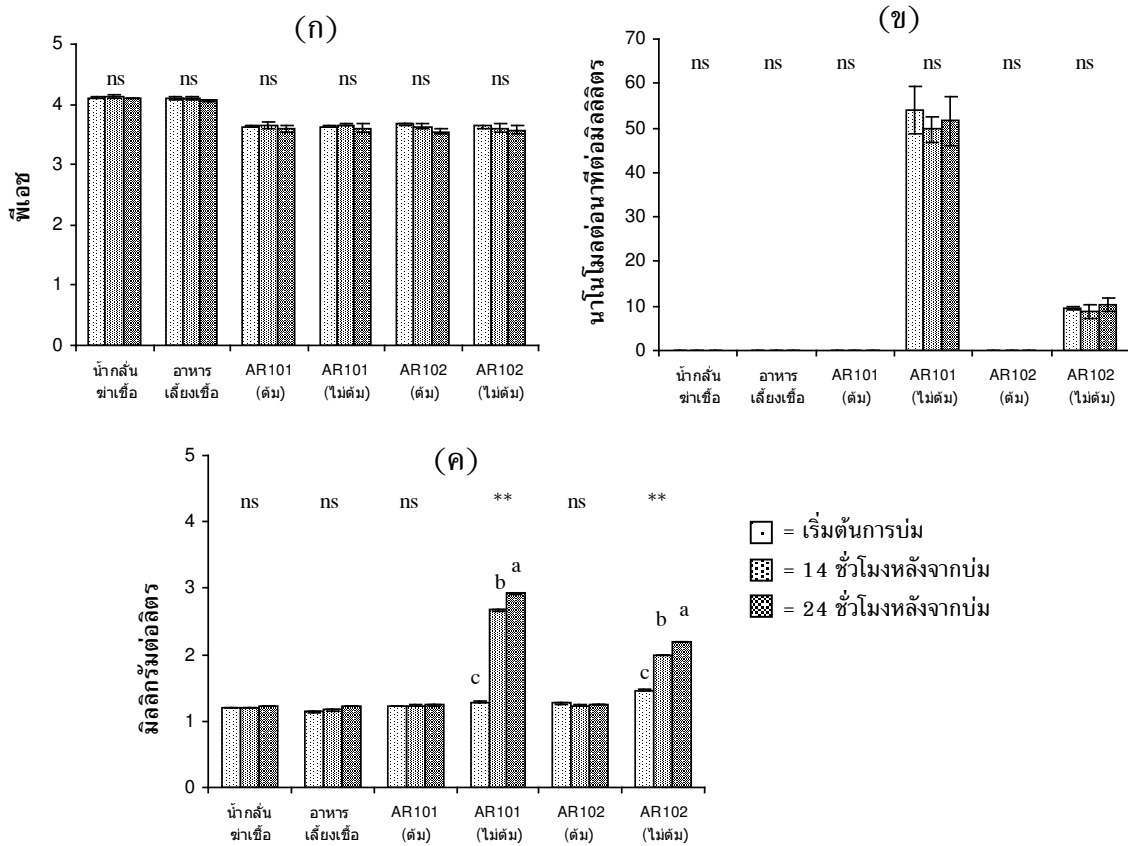 (ก)
พีเอช
5
4
3
2
1
0
ns ns ns ns ns ns
น้ำกลั่น อาหาร AR101 AR101 AR102 AR102
ฆ่าเชื้อ เลี้ยงเชื้อ (ต้ม) (ไม่ต้ม) (ต้ม) (ไม่ต้ม)
(ข)
นาโนโมลต่อนาทีต่อมิลลิลิตร
70
60
50
40
30
20
10
0
ns ns ns ns ns ns
น้ำกลั่น อาหาร AR101 AR101 AR102 AR102
ฆ่าเชื้อ เลี้ยงเชื้อ (ต้ม) (ไม่ต้ม) (ต้ม) (ไม่ต้ม)
(ค)
มิลลิกรัมต่อลิตร
5
4
3
2
1
0
ns ns ns ** ns **
c b a c b a
น้ำกลั่น อาหาร AR101 AR101 AR102 AR102
ฆ่าเชื้อ เลี้ยงเชื้อ (ต้ม) (ไม่ต้ม) (ต้ม) (ไม่ต้ม)
= เริ่มต้นการบ่ม
= 14 ชั่วโมงหลังจากบ่ม
= 24 ชั่วโมงหลังจากบ่ม